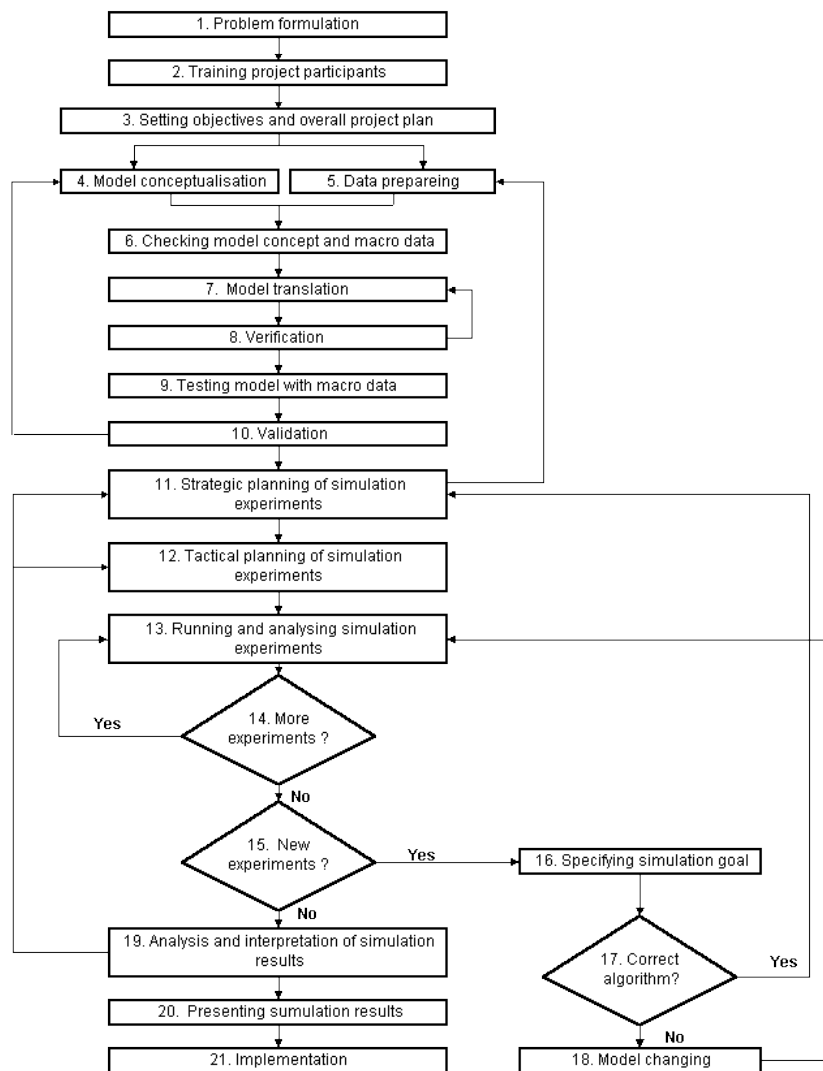 1. Problem formulation
2. Training project participants
3. Setting objectives and overall project plan
4. Model conceptualisation
5. Data prepareing
6. Checking model concept and macro data
7. Model translation
8. Verification
9. Testing model with macro data
10. Validation
11. Strategic planning of simulation
experiments
12. Tactical planning of simulation
experiments
13. Running and analysing simulation
experiments
Yes
14. More
experiments ?
No
15. New
experiments ?
Yes
16. Specifying simulation goal
No
19. Analysis and interpretation of simulation
results
17. Correct
algorithm?
Yes
20. Presenting sumulation results
No
21. Implementation
18. Model changing